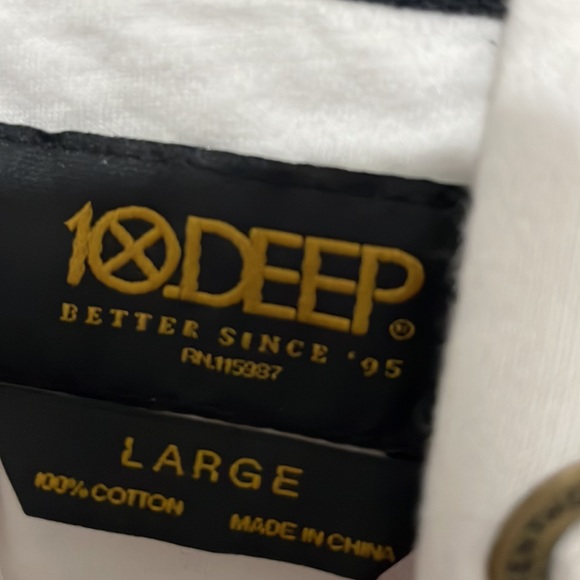 10.DEEP®
BETTER SINCE '95
RN.115987
LARGE
100% COTTON
MADE IN CHINA